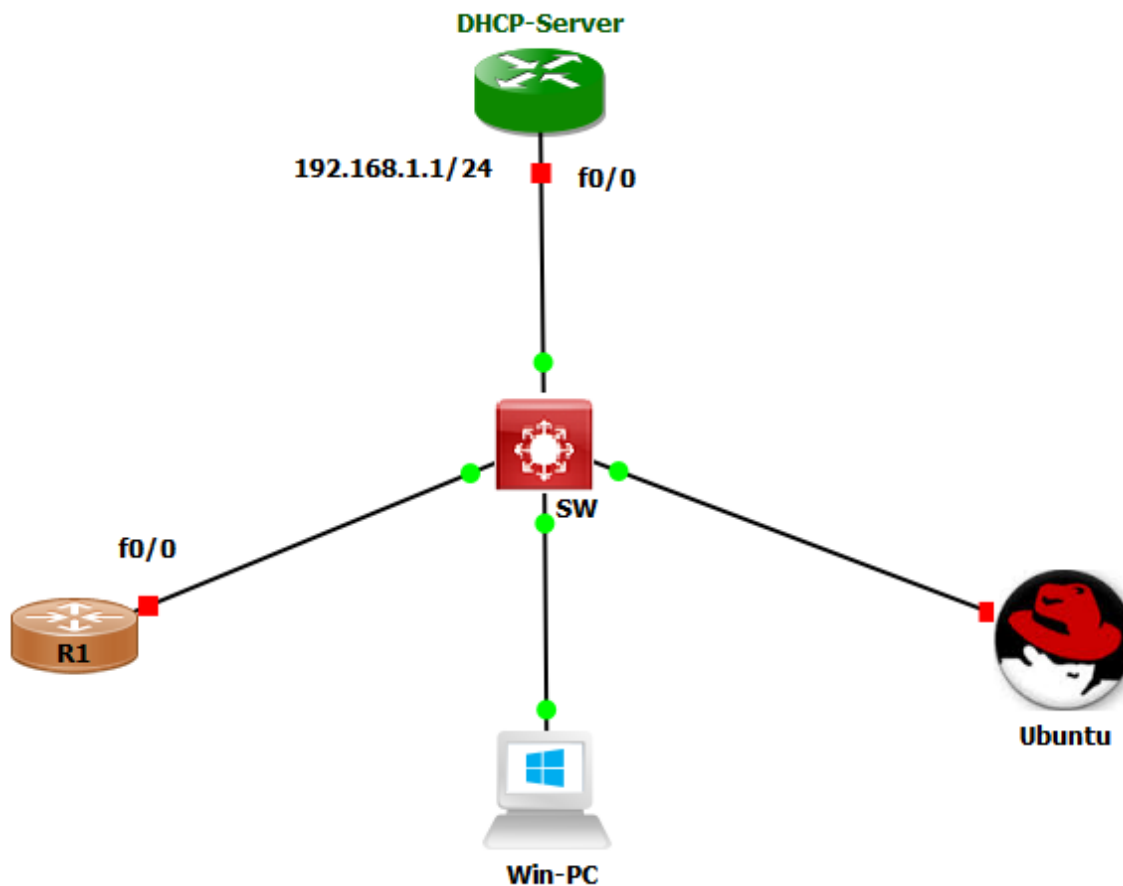 DHCP-Server
192.168.1.1/24
f0/0
SW
f0/0
R1
Ubuntu
Win-PC